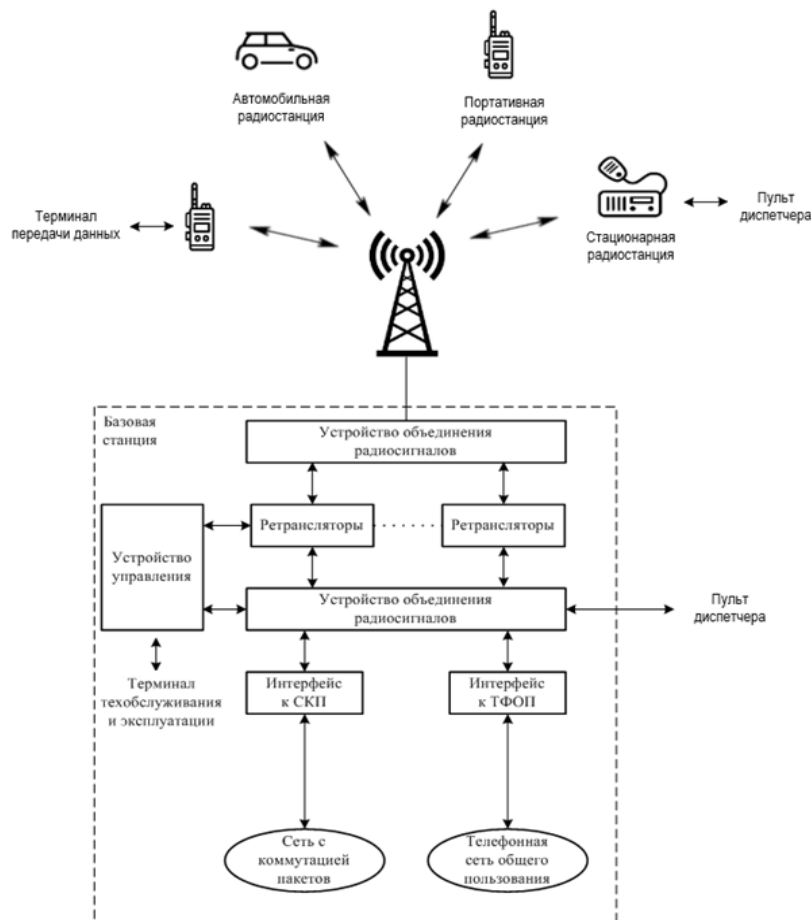 Автомобильная
радиостанция
Портативная
радиостанция
Терминал
передачи данных
Стационарная
радиостанция
Пульт
диспетчера
Базовая
станция
Устройство объединения
радиосигналов
Ретрансляторы
Ретрансляторы
Устройство
управления
Устройство объединения
радиосигналов
Пульт
диспетчера
Терминал
техобслуживания
и эксплуатации
Интерфейс
к СКП
Интерфейс
к ТФОП
Сеть с
коммутацией
пакетов
Телефонная
сеть общего
пользования